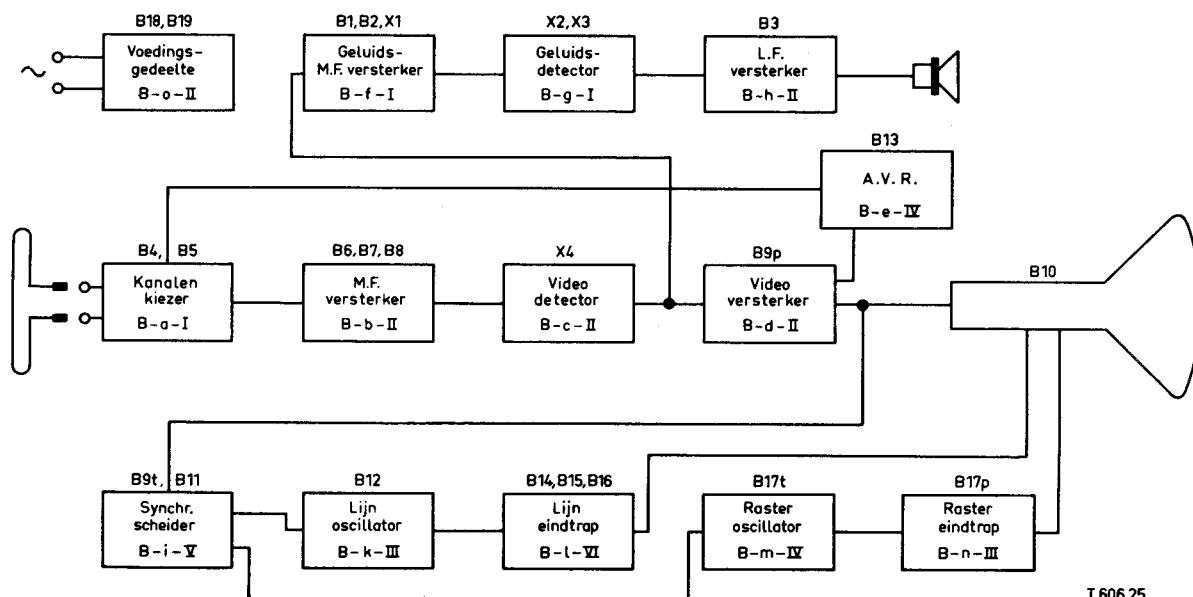 B18, B19
Voedings-
gedeelte
B-o-II
B1, B2, X1
Geluids-
M.F. versterker
B-f-I
X2, X3
Geluids-
detector
B-g-I
B3
L.F.
versterker
B-h-II
B13
A.V.R.
B-e-IV
B4, B5
Kanalen
kiezer
B-a-I
B6, B7, B8
M.F.
versterker
B-b-II
X4
Video
detector
B-c-II
B9p
Video
versterker
B-d-II
B10
B9t, B11
Synchr.
scheider
B-i-V
B12
Lijn
oscillator
B-k-III
B14, B15, B16
Lijn
eindtrap
B-l-VI
B17t
Raster
oscillator
B-m-IV
B17p
Raster
eindtrap
B-n-III
T 606 25